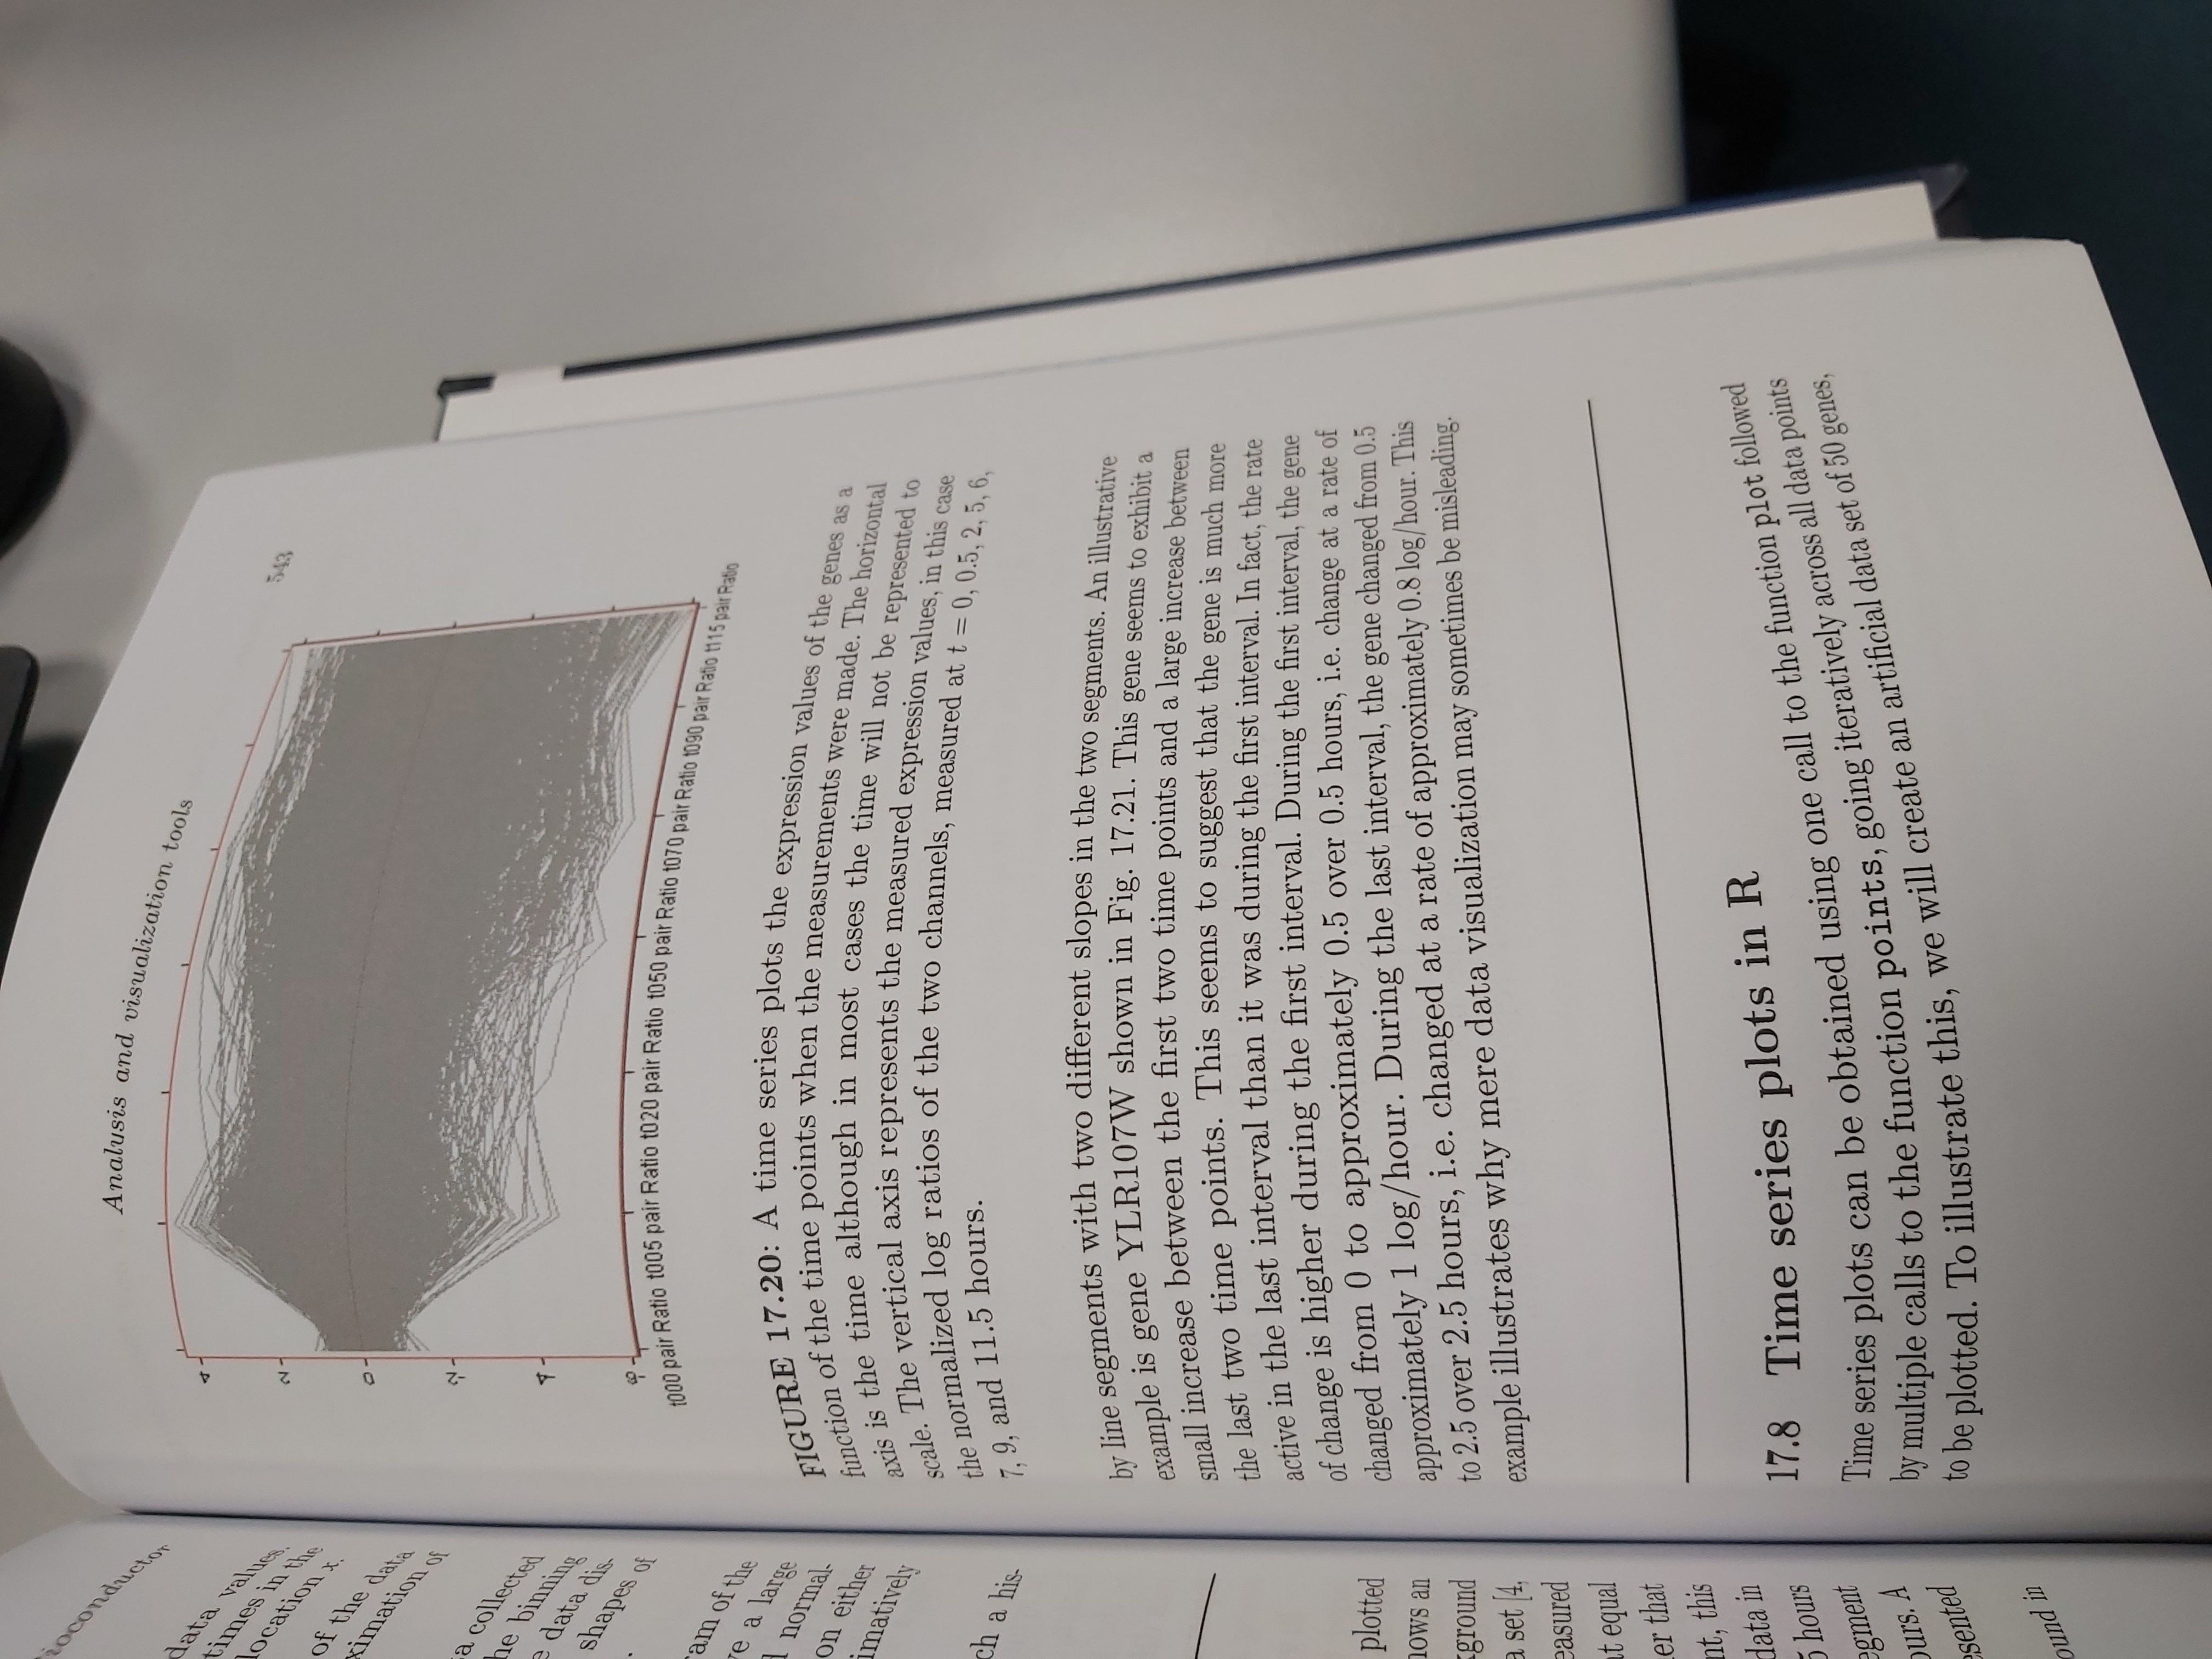 ioconductor
data values.
times in the
location x.
of the data
ximation of
a collected
he binning
e data dis-
shapes of
ram of the
ve a large
normal-
on either
imatively
ch a his-
plotted
nows an
kground
a set [4,
easured
at equal
er that
nt, this
data in
5 hours
egment
ours. A
esented
ound in
Analusis and visualization tools
543
4
2
0
-2
-4
-6
t000 pair Ratio t005 pair Ratio t020 pair Ratio t050 pair Ratio t070 pair Ratio t090 pair Ratio t115 pair Ratio
FIGURE 17.20: A time series plots the expression values of the genes as a
function of the time points when the measurements were made. The horizontal
axis is the time although in most cases the time will not be represented to
scale. The vertical axis represents the measured expression values, in this case
the normalized log ratios of the two channels, measured at t = 0, 0.5, 2, 5, 6,
7, 9, and 11.5 hours.
by line segments with two different slopes in the two segments. An illustrative
example is gene YLR107W shown in Fig. 17.21. This gene seems to exhibit a
small increase between the first two time points and a large increase between
the last two time points. This seems to suggest that the gene is much more
active in the last interval than it was during the first interval. In fact, the rate
of change is higher during the first interval. During the first interval, the gene
changed from 0 to approximately 0.5 over 0.5 hours, i.e. change at a rate of
approximately 1 log/hour. During the last interval, the gene changed from 0.5
to 2.5 over 2.5 hours, i.e. changed at a rate of approximately 0.8 log/hour. This
example illustrates why mere data visualization may sometimes be misleading.
17.8 Time series plots in R
Time series plots can be obtained using one call to the function plot followed
by multiple calls to the function points, going iteratively across all data points
to be plotted. To illustrate this, we will create an artificial data set of 50 genes,